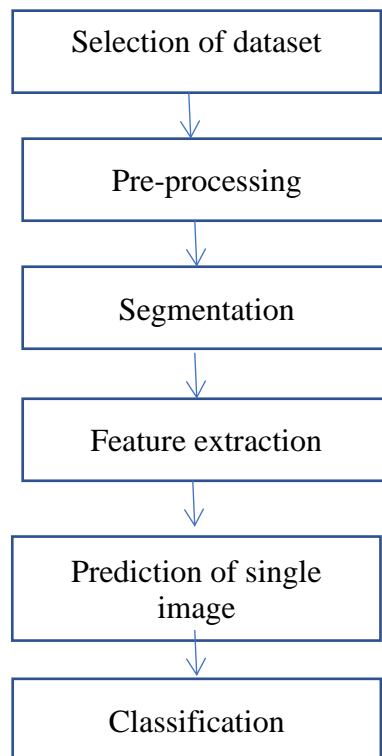 Selection of dataset
Pre-processing
Segmentation
Feature extraction
Prediction of single
image
Classification